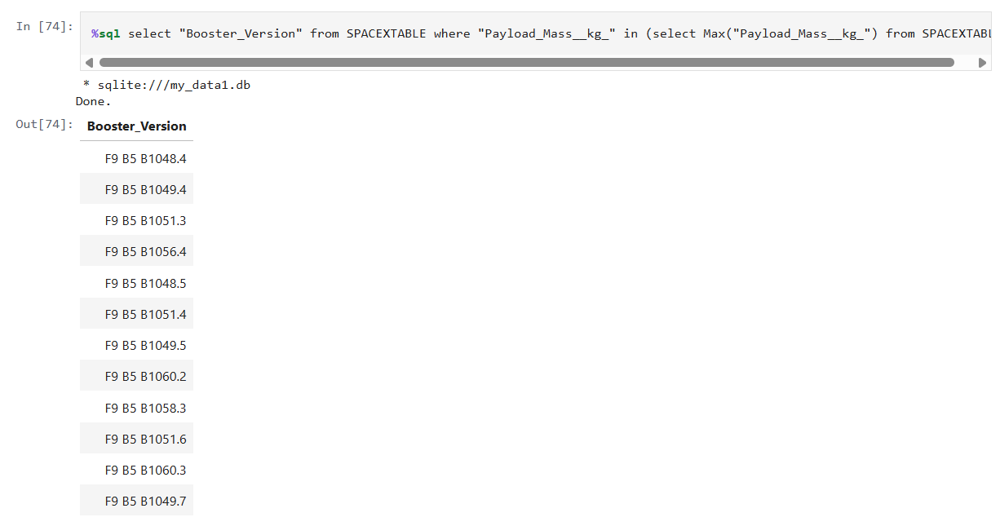 In [74]:
%sql select "Booster_Version" from SPACEXTABLE where "Payload_Mass__kg_" in (select Max("Payload_Mass__kg_") from SPACEXTABL
* sqlite:///my_data1.db
Done.
Out[74]:
Booster_Version
F9 B5 B1048.4
F9 B5 B1049.4
F9 B5 B1051.3
F9 B5 B1056.4
F9 B5 B1048.5
F9 B5 B1051.4
F9 B5 B1049.5
F9 B5 B1060.2
F9 B5 B1058.3
F9 B5 B1051.6
F9 B5 B1060.3
F9 B5 B1049.7